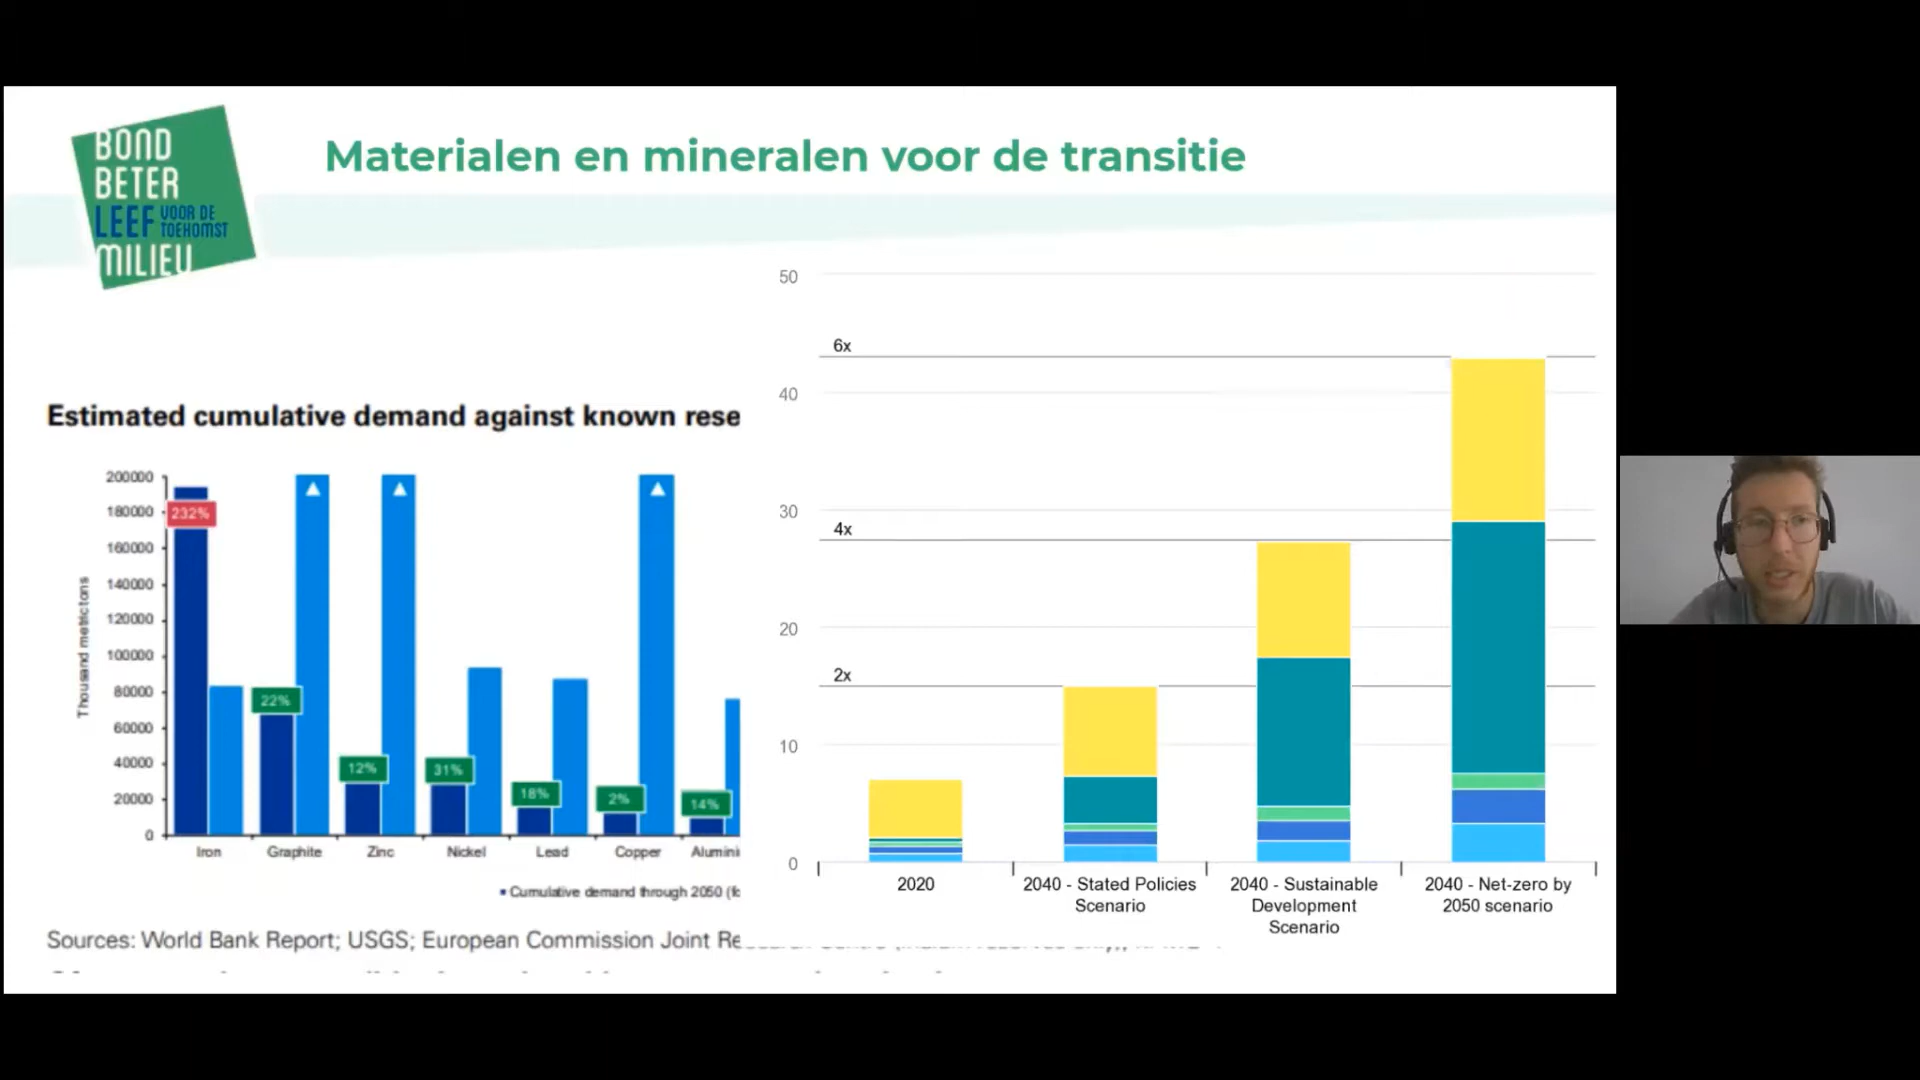 BOND
BETER
LEEF VOOR DE TOEKOMST
MILIEU
Materialen en mineralen voor de transitie
Estimated cumulative demand against known rese
Thousand metric tons
200000
180000
160000
140000
120000
100000
80000
60000
40000
20000
0
232%
22%
12%
31%
18%
2%
14%
Iron Graphite Zinc Nickel Lead Copper Alumini
Cumulative demand through 2050 (fo
Sources: World Bank Report; USGS; European Commission Joint Re
50
40
30
20
10
0
6x
4x
2x
2020
2040 - Stated Policies
Scenario
2040 - Sustainable
Development
Scenario
2040 - Net-zero by
2050 scenario